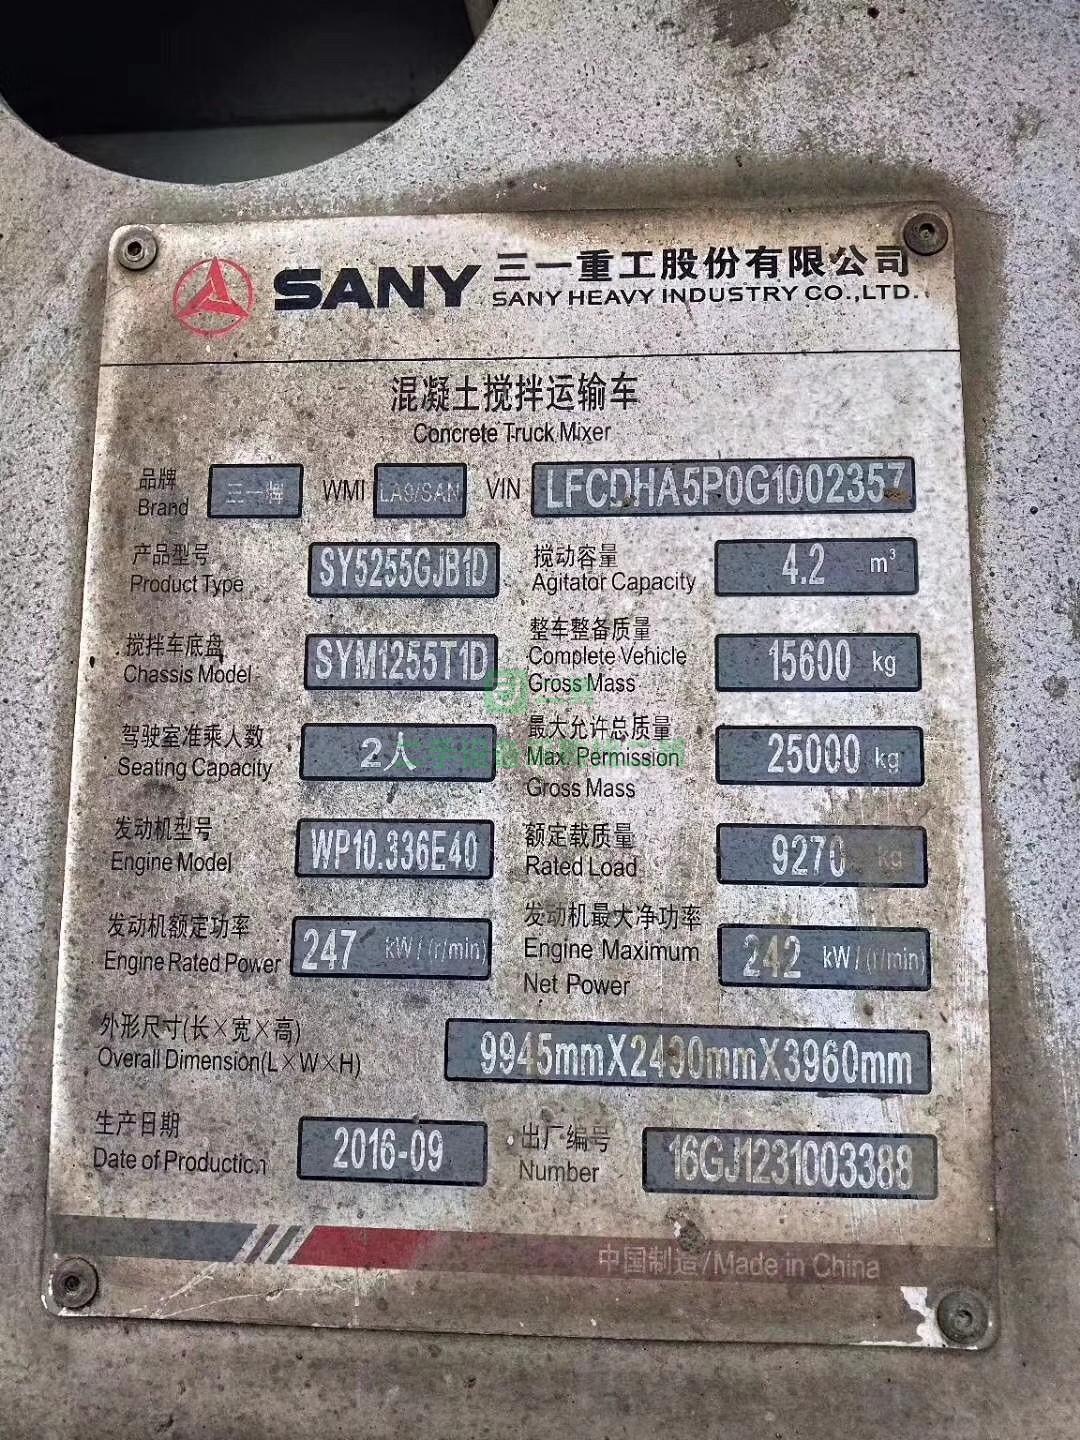 SANY 三一重工股份有限公司
SANY HEAVY INDUSTRY CO.,LTD.
混凝土搅拌运输车
Concrete Truck Mixer
品牌 三一牌 WMI LA9/SAN VIN LFCDHA5P0G1002357
Brand
产品型号 SY5255GJB1D 搅动容量 4.2 m³
Product Type Agitator Capacity
搅拌车底盘 SYM1255T1D 整车整备质量 15600 kg
Chassis Model Complete Vehicle
Gross Mass
驾驶室准乘人数 2人 最大允许总质量 25000 kg
Seating Capacity Max Permission
Gross Mass
发动机型号 WP10.336E40 额定载质量 9270 kg
Engine Model Rated Load
发动机额定功率 247 kW/(r/min) 发动机最大净功率 242 kW/(r/min)
Engine Rated Power Engine Maximum
Net Power
外形尺寸(长×宽×高) 9945mmX2490mmX3960mm
Overall Dimension(L×W×H)
生产日期 2016-09 出厂编号 16GJ1231003388
Date of Production Number
中国制造/Made in China